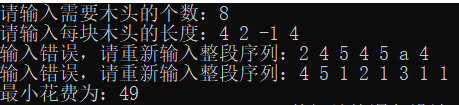 请输入需要木头的个数：8
请输入每块木头的长度：4 2 -1 4
输入错误，请重新输入整段序列：2 4 5 4 5 a 4
输入错误，请重新输入整段序列：4 5 1 2 1 3 1 1
最小花费为：49